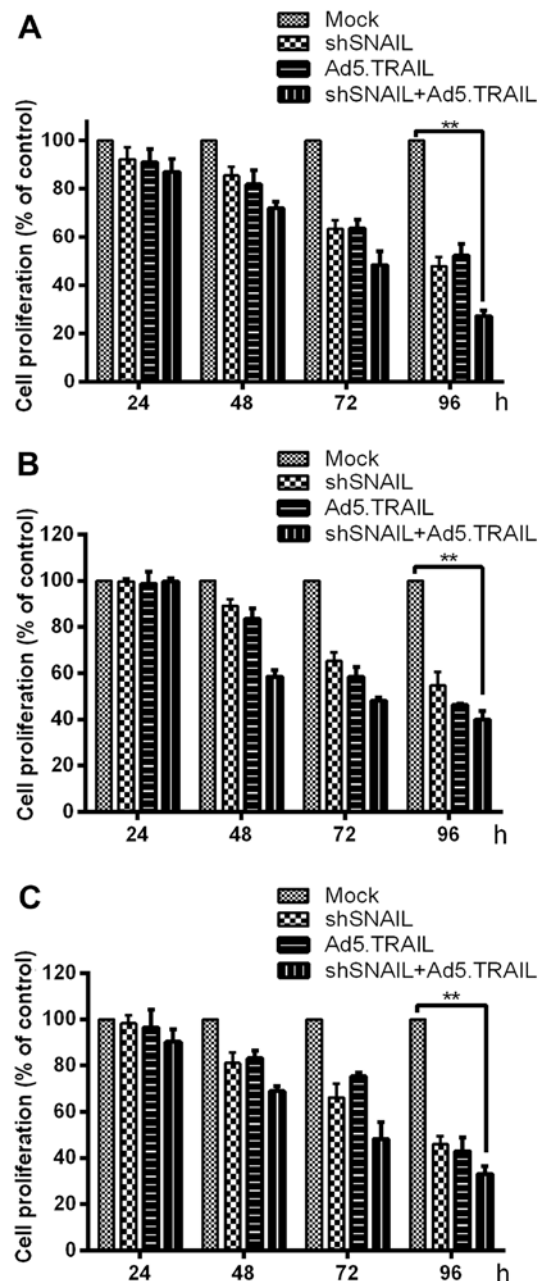 A
Mock
shSNAIL
Ad5.TRAIL
shSNAIL+Ad5.TRAIL
Cell proliferation (% of control)
100
80
60
40
20
0
**
24 48 72 96 h
B
Mock
shSNAIL
Ad5.TRAIL
shSNAIL+Ad5.TRAIL
Cell proliferation (% of control)
120
100
80
60
40
20
0
**
24 48 72 96 h
C
Mock
shSNAIL
Ad5.TRAIL
shSNAIL+Ad5.TRAIL
Cell proliferation (% of control)
120
100
80
60
40
20
0
**
24 48 72 96 h